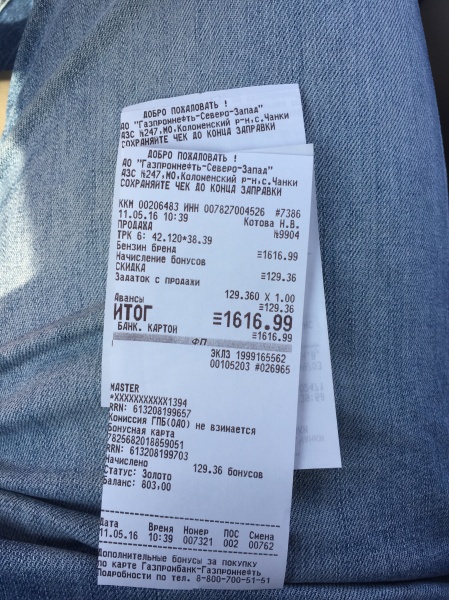 ДОБРО ПОЖАЛОВАТЬ !
АО "Газпромнефть-Северо-Запад"
АЗС №247,МО,Коломенский р-н,с.Чанки
СОХРАНЯЙТЕ ЧЕК ДО КОНЦА ЗАПРАВКИ
ДОБРО ПОЖАЛОВАТЬ !
АО "Газпромнефть-Северо-Запад"
АЗС №247,МО,Коломенский р-н,с.Чанки
СОХРАНЯЙТЕ ЧЕК ДО КОНЦА ЗАПРАВКИ
ККМ 00206483 ИНН 007827004526 #7386
11.05.16 10:39 Котова Н.В.
ПРОДАЖА №9904
ТРК 6: 42.120*38.39
Бензин бренд ≡1616.99
Начисление бонусов
СКИДКА ≡129.36
Задаток с продажи
129.360 X 1.00
Авансы ≡129.36
ИТОГ ≡1616.99
БАНК. КАРТОЙ ≡1616.99
ФП
ЭКЛЗ 1999165562
00105203 #026965
MASTER
*XXXXXXXXXXX1394
RRN: 613208199657
Комиссия ГПБ(ОАО) не взимается
Бонусная карта
7825682018859051
RRN: 613208199703
Начислено 129.36 бонусов
Статус: Золото
Баланс: 803,00
Дата Время Номер ПОС Смена
11.05.16 10:39 007321 002 00762
Дополнительные бонусы за покупку
по карте Газпромбанк-Газпромнефть
Подробности по тел. 8-800-700-51-51